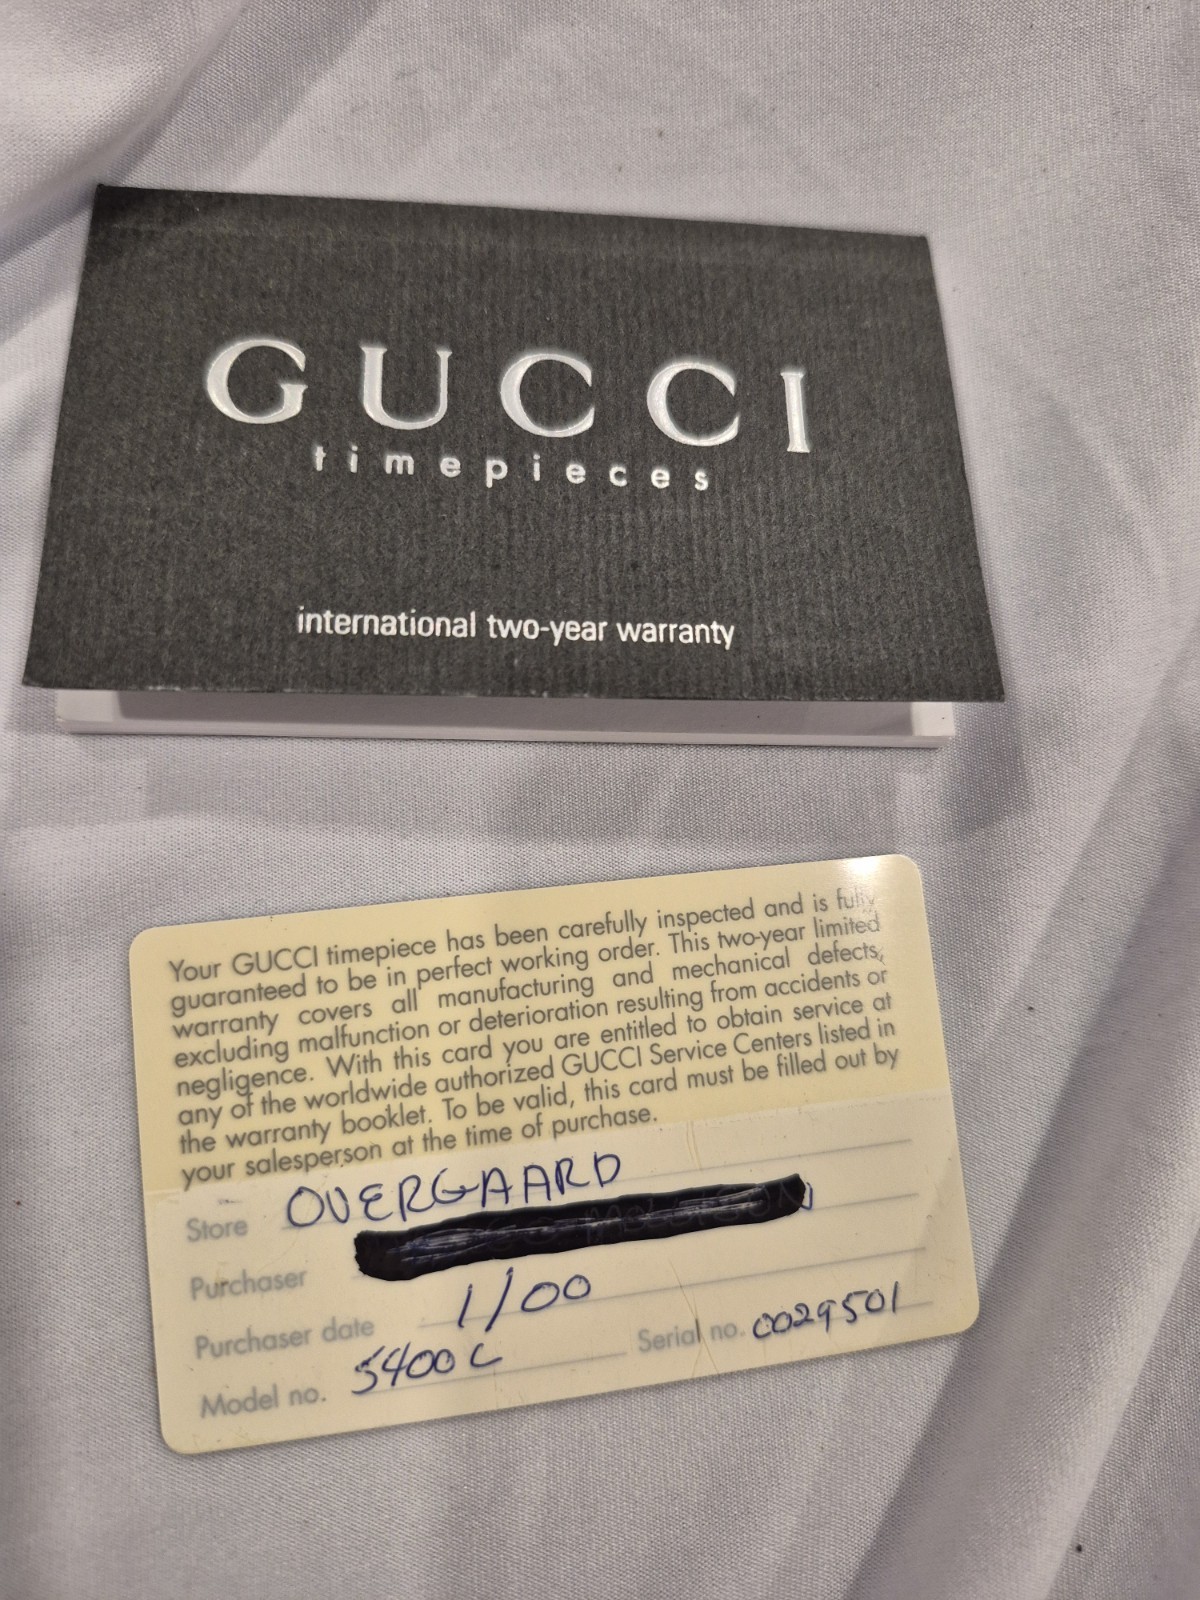 GUCCI
timepieces
international two-year warranty
Your GUCCI timepiece has been carefully inspected and is fully
guaranteed to be in perfect working order. This two-year limited
warranty covers all manufacturing and mechanical defects,
excluding malfunction or deterioration resulting from accidents or
negligence. With this card you are entitled to obtain service at
any of the worldwide authorized GUCCI Service Centers listed in
the warranty booklet. To be valid, this card must be filled out by
your salesperson at the time of purchase.
Store OVERGAARD
Purchaser
Purchaser date 1/00
Model no. 5400 L Serial no. 0029501